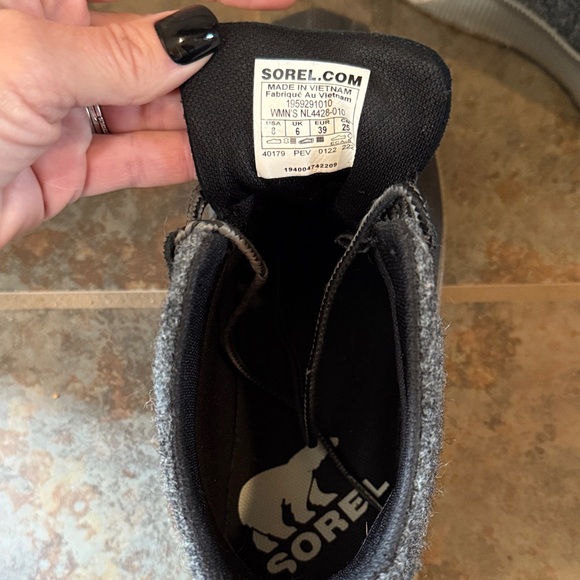 SOREL.COM
MADE IN VIETNAM
Fabriqué Au Vietnam
1959291010
WMN'S NL4428-010
USA UK EUR CM
8 6 39 25
40179 PEV 0122
194004742209
SOREL